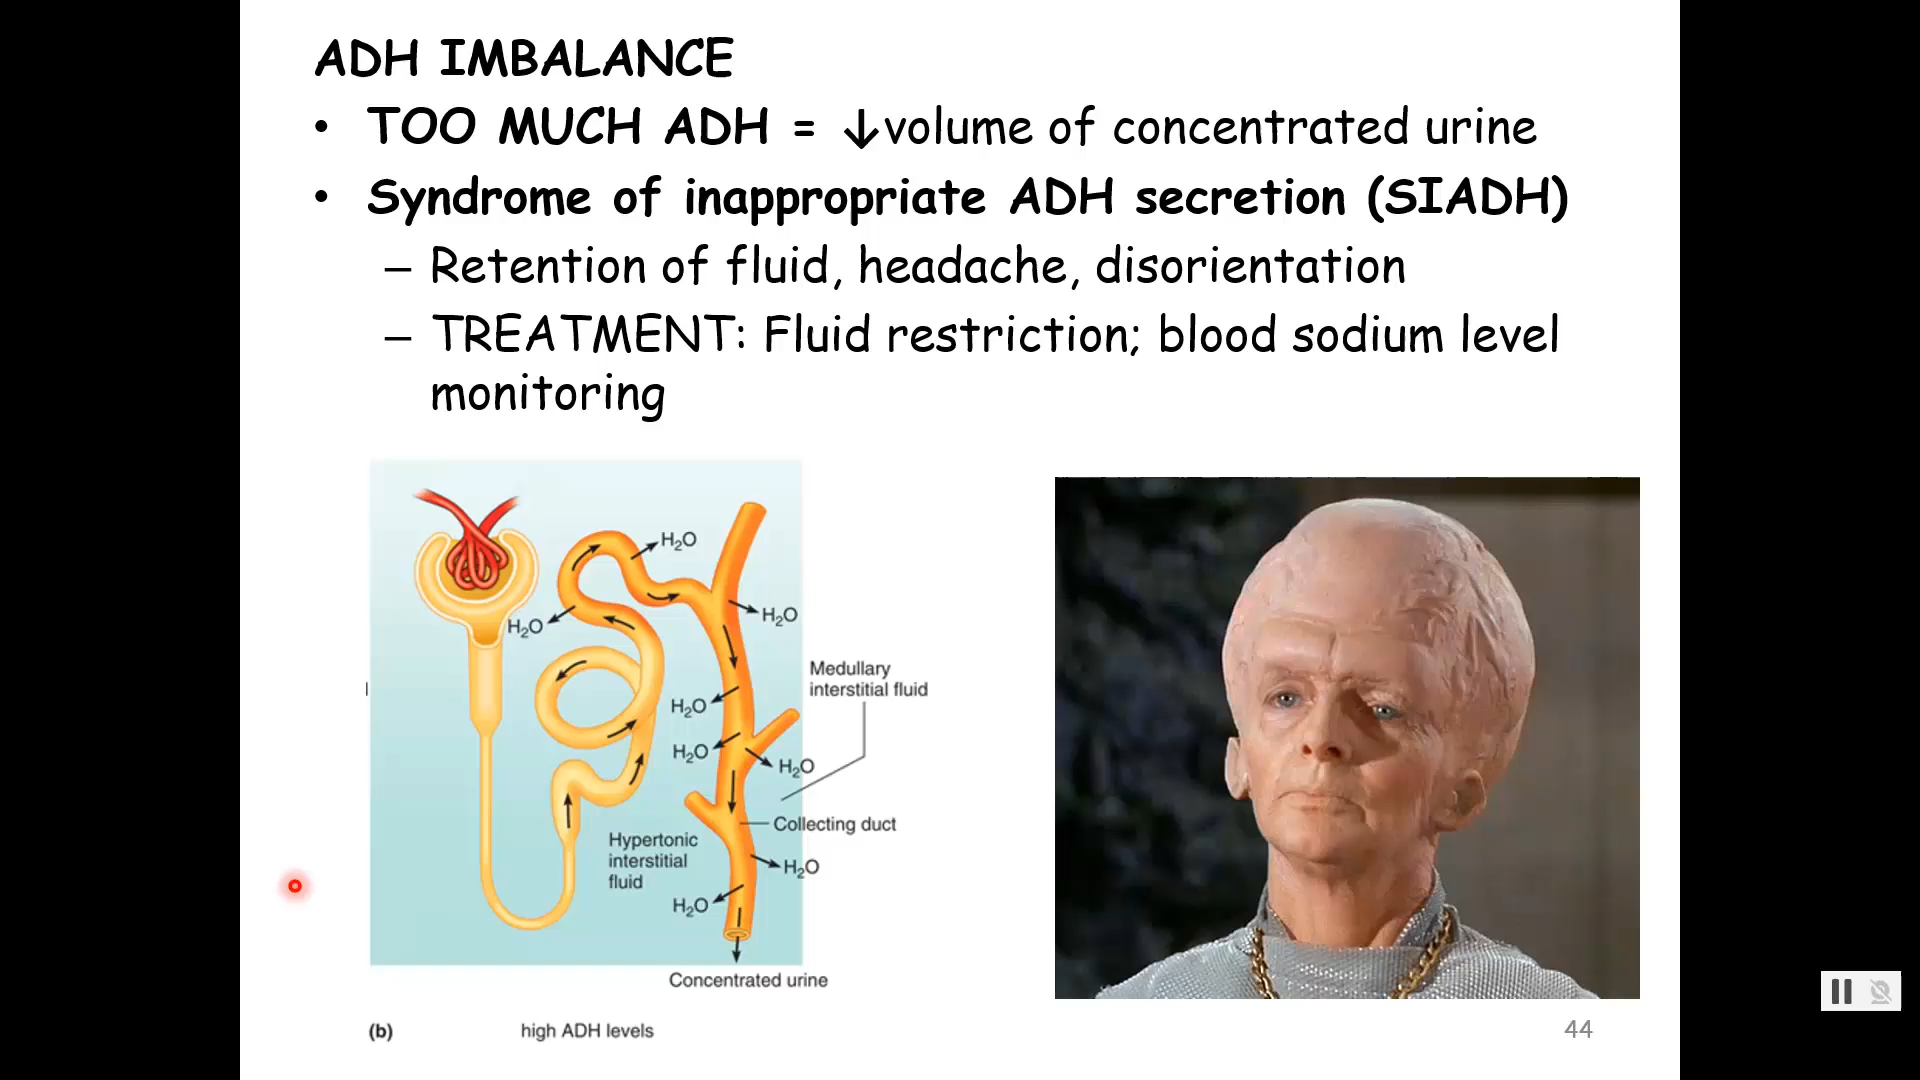 ADH IMBALANCE
• TOO MUCH ADH = ↓volume of concentrated urine
• Syndrome of inappropriate ADH secretion (SIADH)
– Retention of fluid, headache, disorientation
– TREATMENT: Fluid restriction; blood sodium level
monitoring
H₂O
H₂O
H₂O
Medullary
interstitial fluid
H₂O
H₂O
H₂O
Collecting duct
Hypertonic
interstitial
fluid
H₂O
H₂O
Concentrated urine
(b) high ADH levels
44